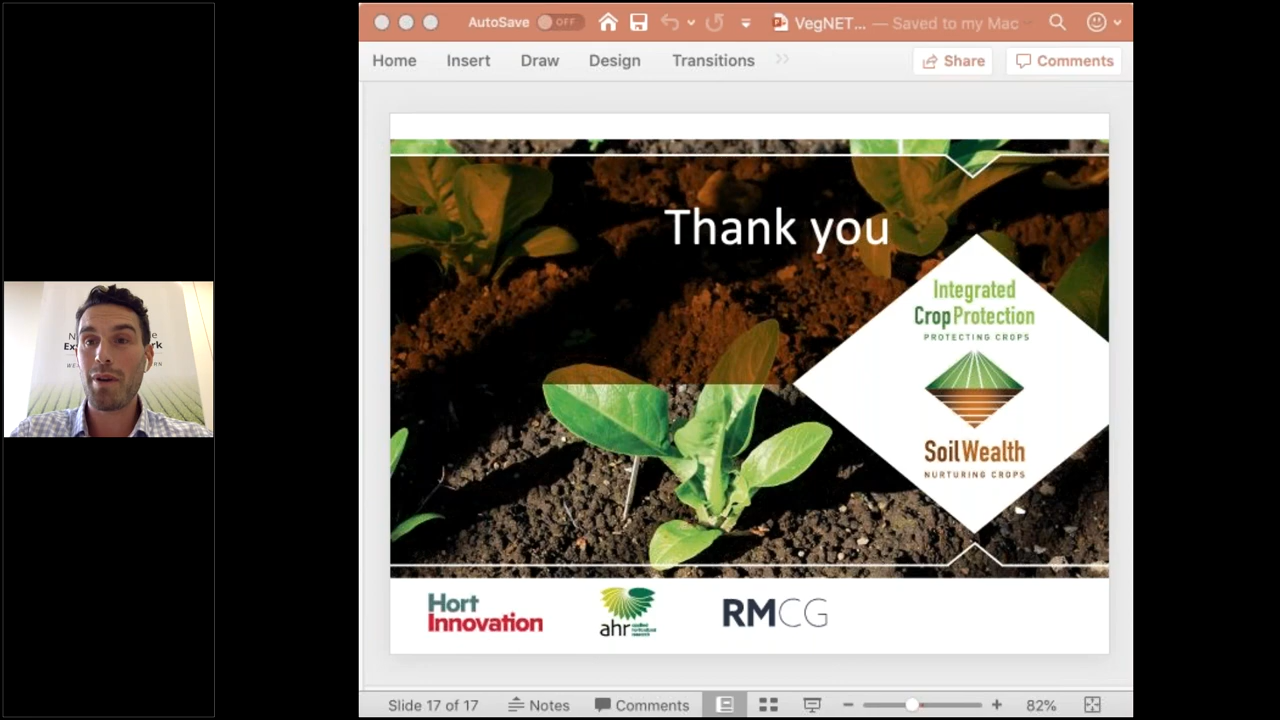 AutoSave OFF VegNET... — Saved to my Mac
Home Insert Draw Design Transitions Share Comments
Thank you
Integrated
Crop Protection
PROTECTING CROPS
SoilWealth
NURTURING CROPS
Hort
Innovation
ahr applied horticultural research
RMCG
Slide 17 of 17 Notes Comments 82%